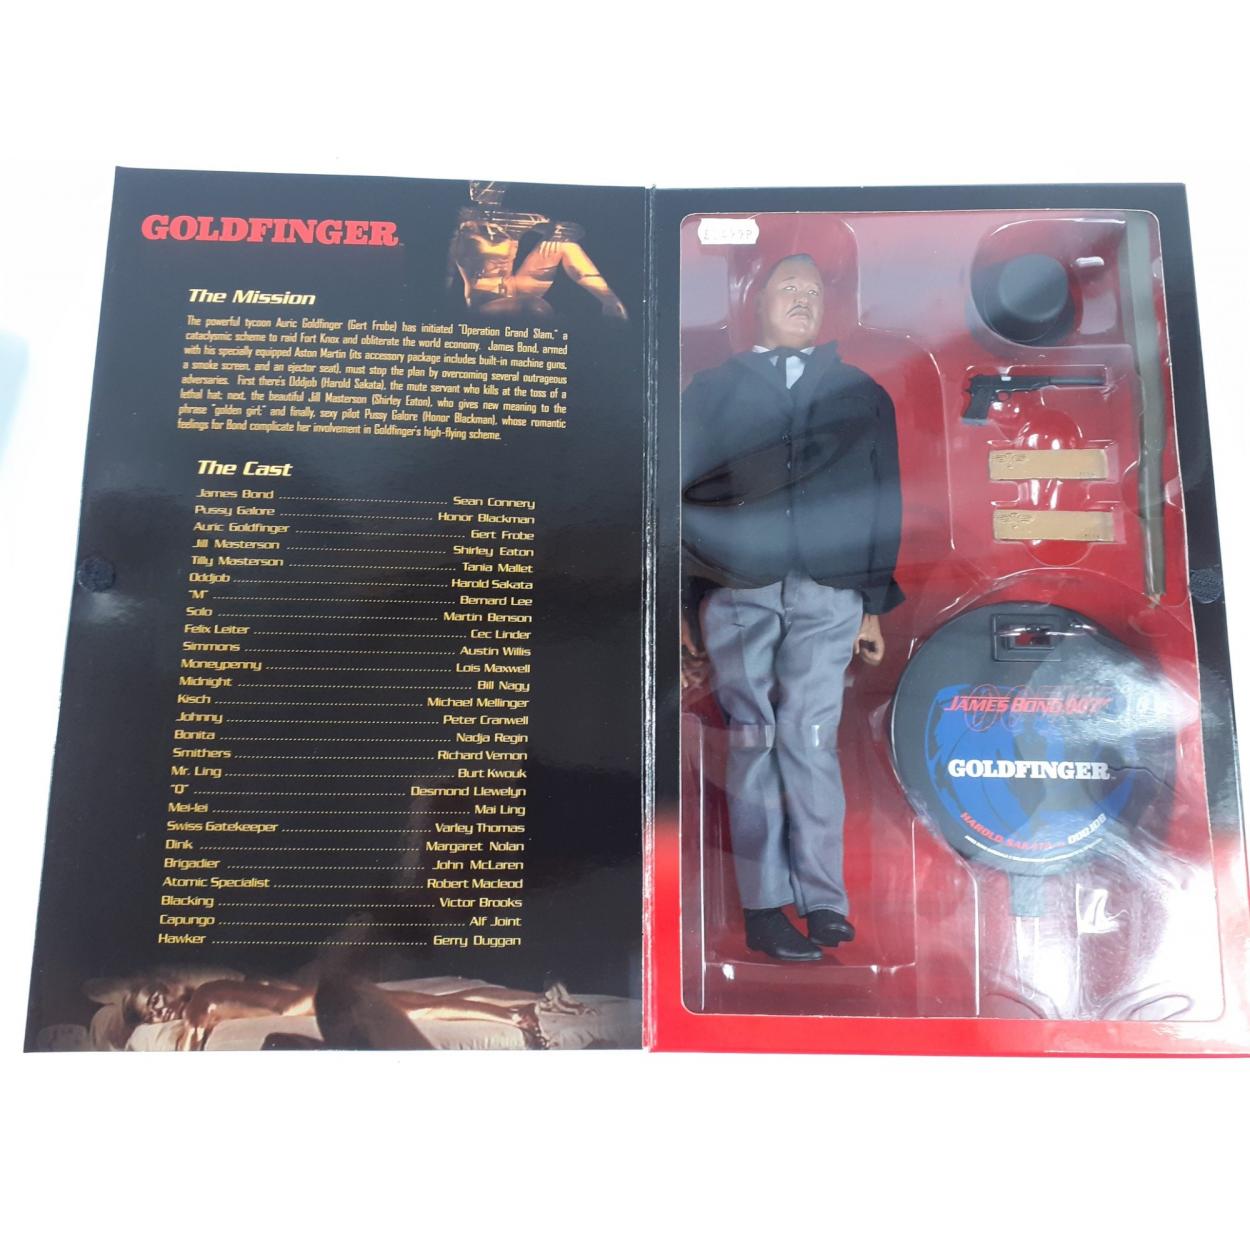 GOLDFINGER
The Mission
The powerful tycoon Auric Goldfinger (Gert Frobe) has initiated "Operation Grand Slam," a
cataclysmic scheme to raid Fort Knox and obliterate the world economy. James Bond, armed
with his specially equipped Aston Martin (its accessory package includes built-in machine guns,
a smoke screen, and an ejector seat), must stop the plan by overcoming several outrageous
adversaries. First there's Oddjob (Harold Sakata), the mute servant who kills at the toss of a
lethal hat; next, the beautiful Jill Masterson (Shirley Eaton), who gives new meaning to the
phrase "golden girl;" and finally, sexy pilot Pussy Galore (Honor Blackman), whose romantic
feelings for Bond complicate her involvement in Goldfinger's high-flying scheme.
The Cast
James Bond Sean Connery
Pussy Galore Honor Blackman
Auric Goldfinger Gert Frobe
Jill Masterson Shirley Eaton
Tilly Masterson Tania Mallet
Oddjob Harold Sakata
"M" Bernard Lee
Solo Martin Benson
Felix Leiter Cec Linder
Simmons Austin Willis
Moneypenny Lois Maxwell
Midnight Bill Nagy
Kisch Michael Mellinger
Johnny Peter Cranwell
Bonita Nadja Regin
Smithers Richard Vernon
Mr. Ling Burt Kwouk
"Q" Desmond Llewelyn
Mei-lei Mai Ling
Swiss Gatekeeper Varley Thomas
Dink Margaret Nolan
Brigadier John McLaren
Atomic Specialist Robert Macleod
Blacking Victor Brooks
Capungo Alf Joint
Hawker Gerry Duggan
JAMES BOND 007
GOLDFINGER
HAROLD SAKATA as ODDJOB